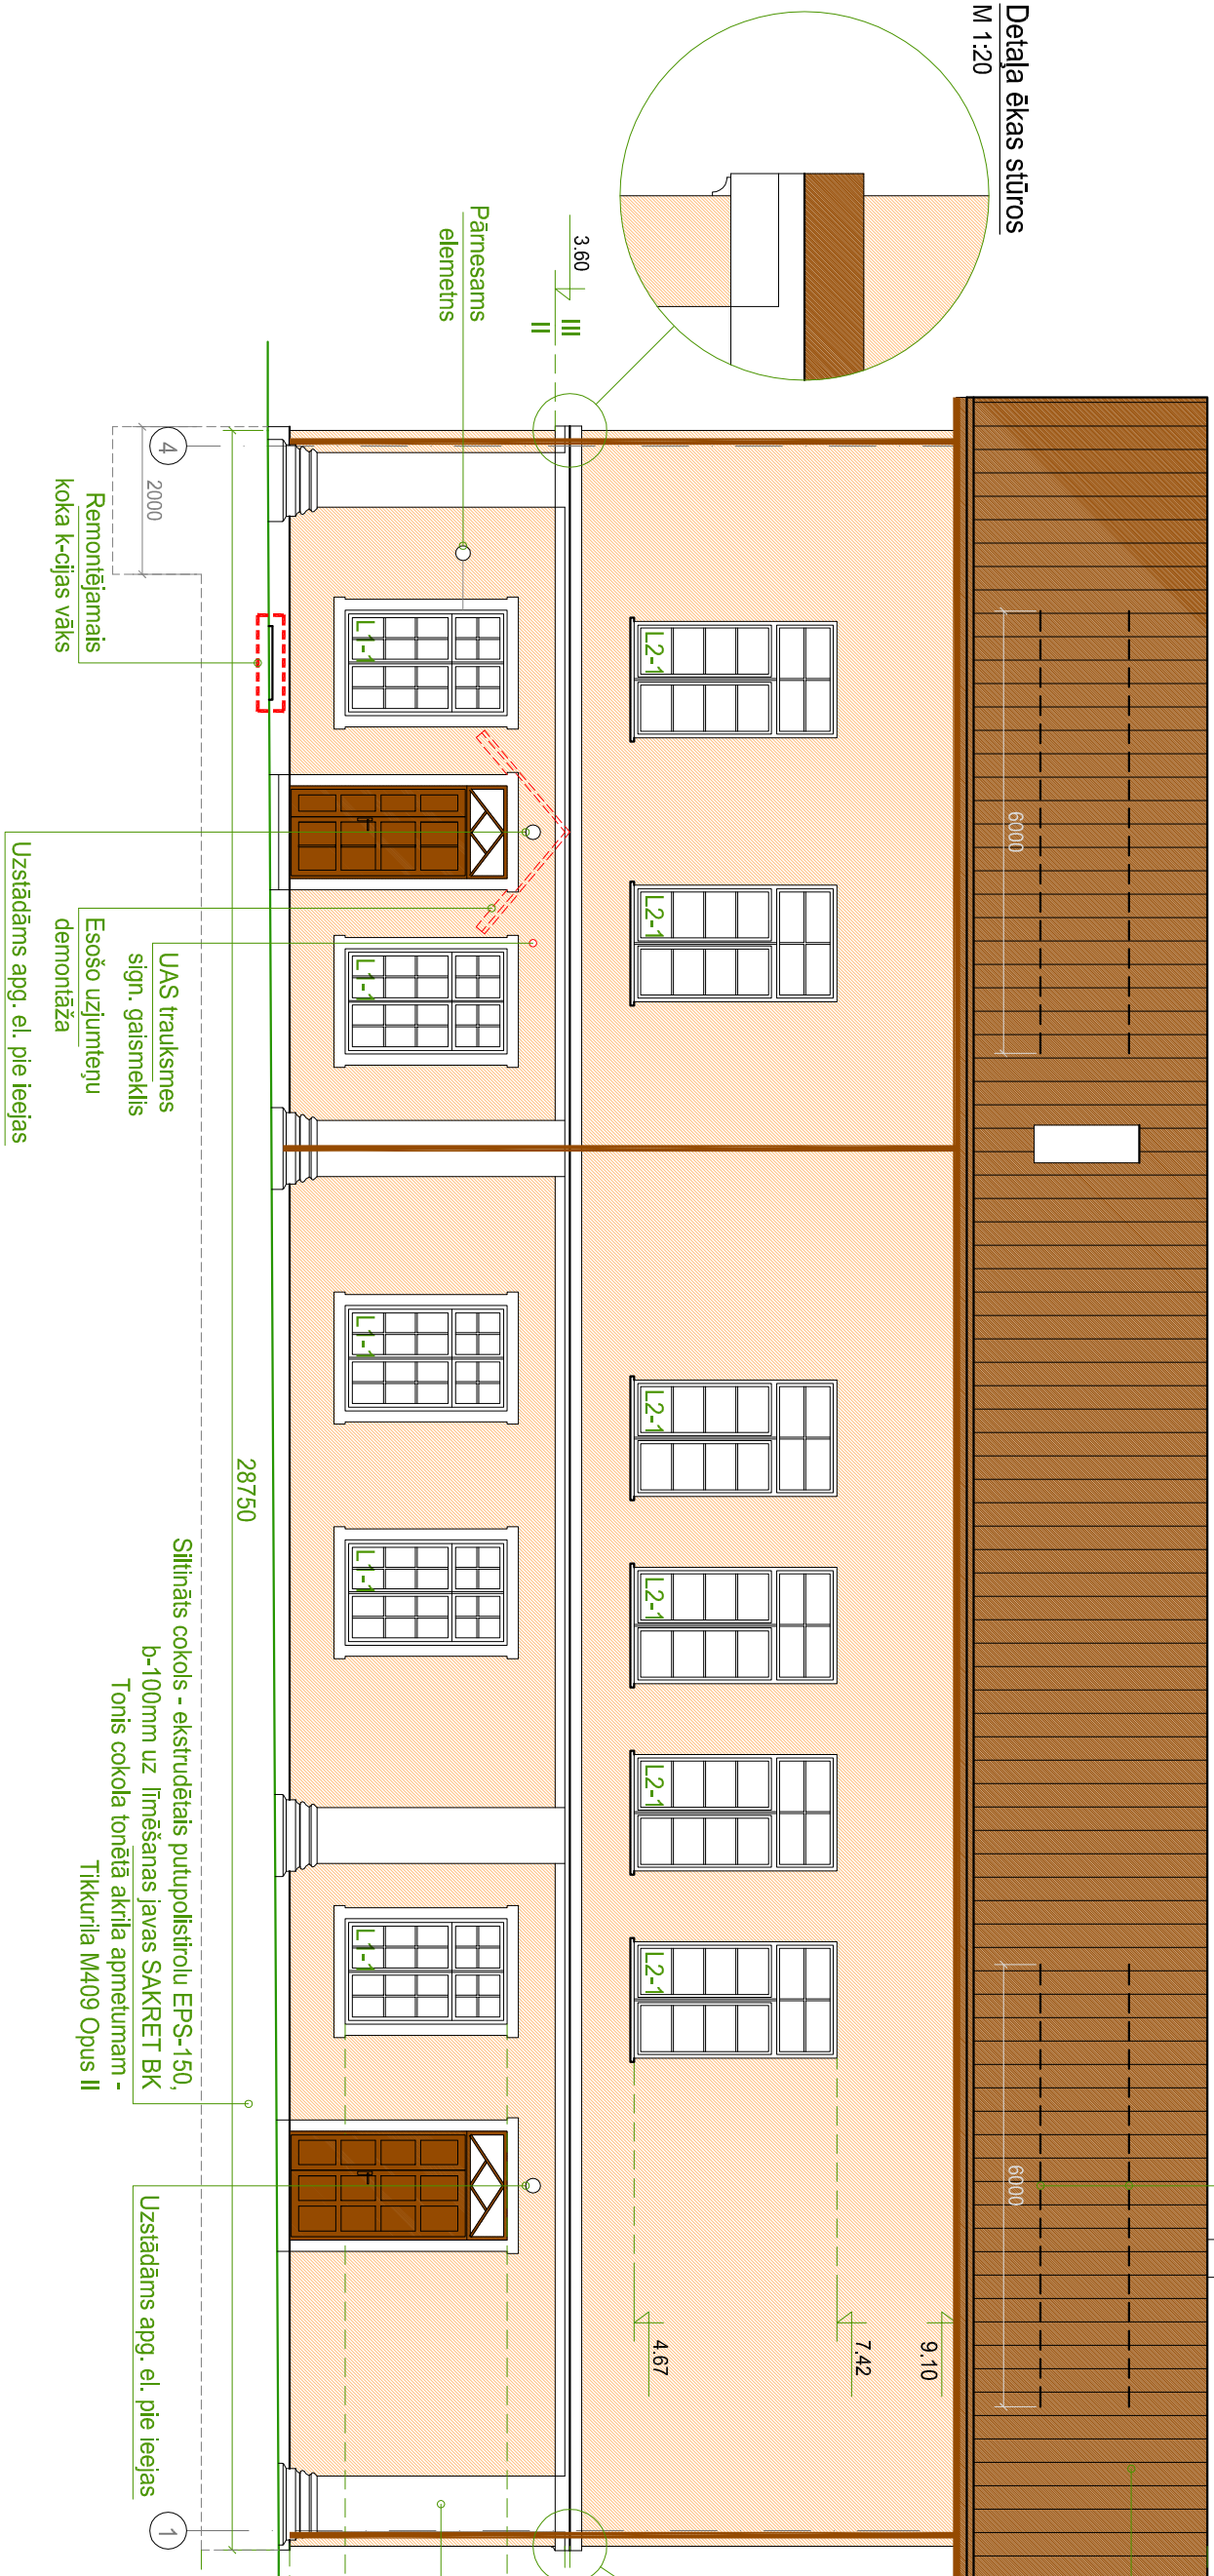 Detaļa ēkas stūros
M 1:20
3.60
III
II
Pārnesams
elemetns
6000
6000
9.10
7.42
4.67
L2-1
L2-1
L2-1
L2-1
L2-1
L2-1
L1-1
L1-1
L1-1
L1-1
L1-1
4
2000
1
28750
Remontējamais
koka k-cijas vāks
UAS trauksmes
sign. gaismeklis
Esošo uzjumteņu
demontāža
Uzstādāms apg. el. pie ieejas
Siltināts cokols - ekstrudētais putupolistirolu EPS-150,
b-100mm uz līmēšanas javas SAKRET BK
Tonis cokola tonētā akrila apmetumam -
Tikkurila M409 Opus II
Uzstādāms apg. el. pie ieejas